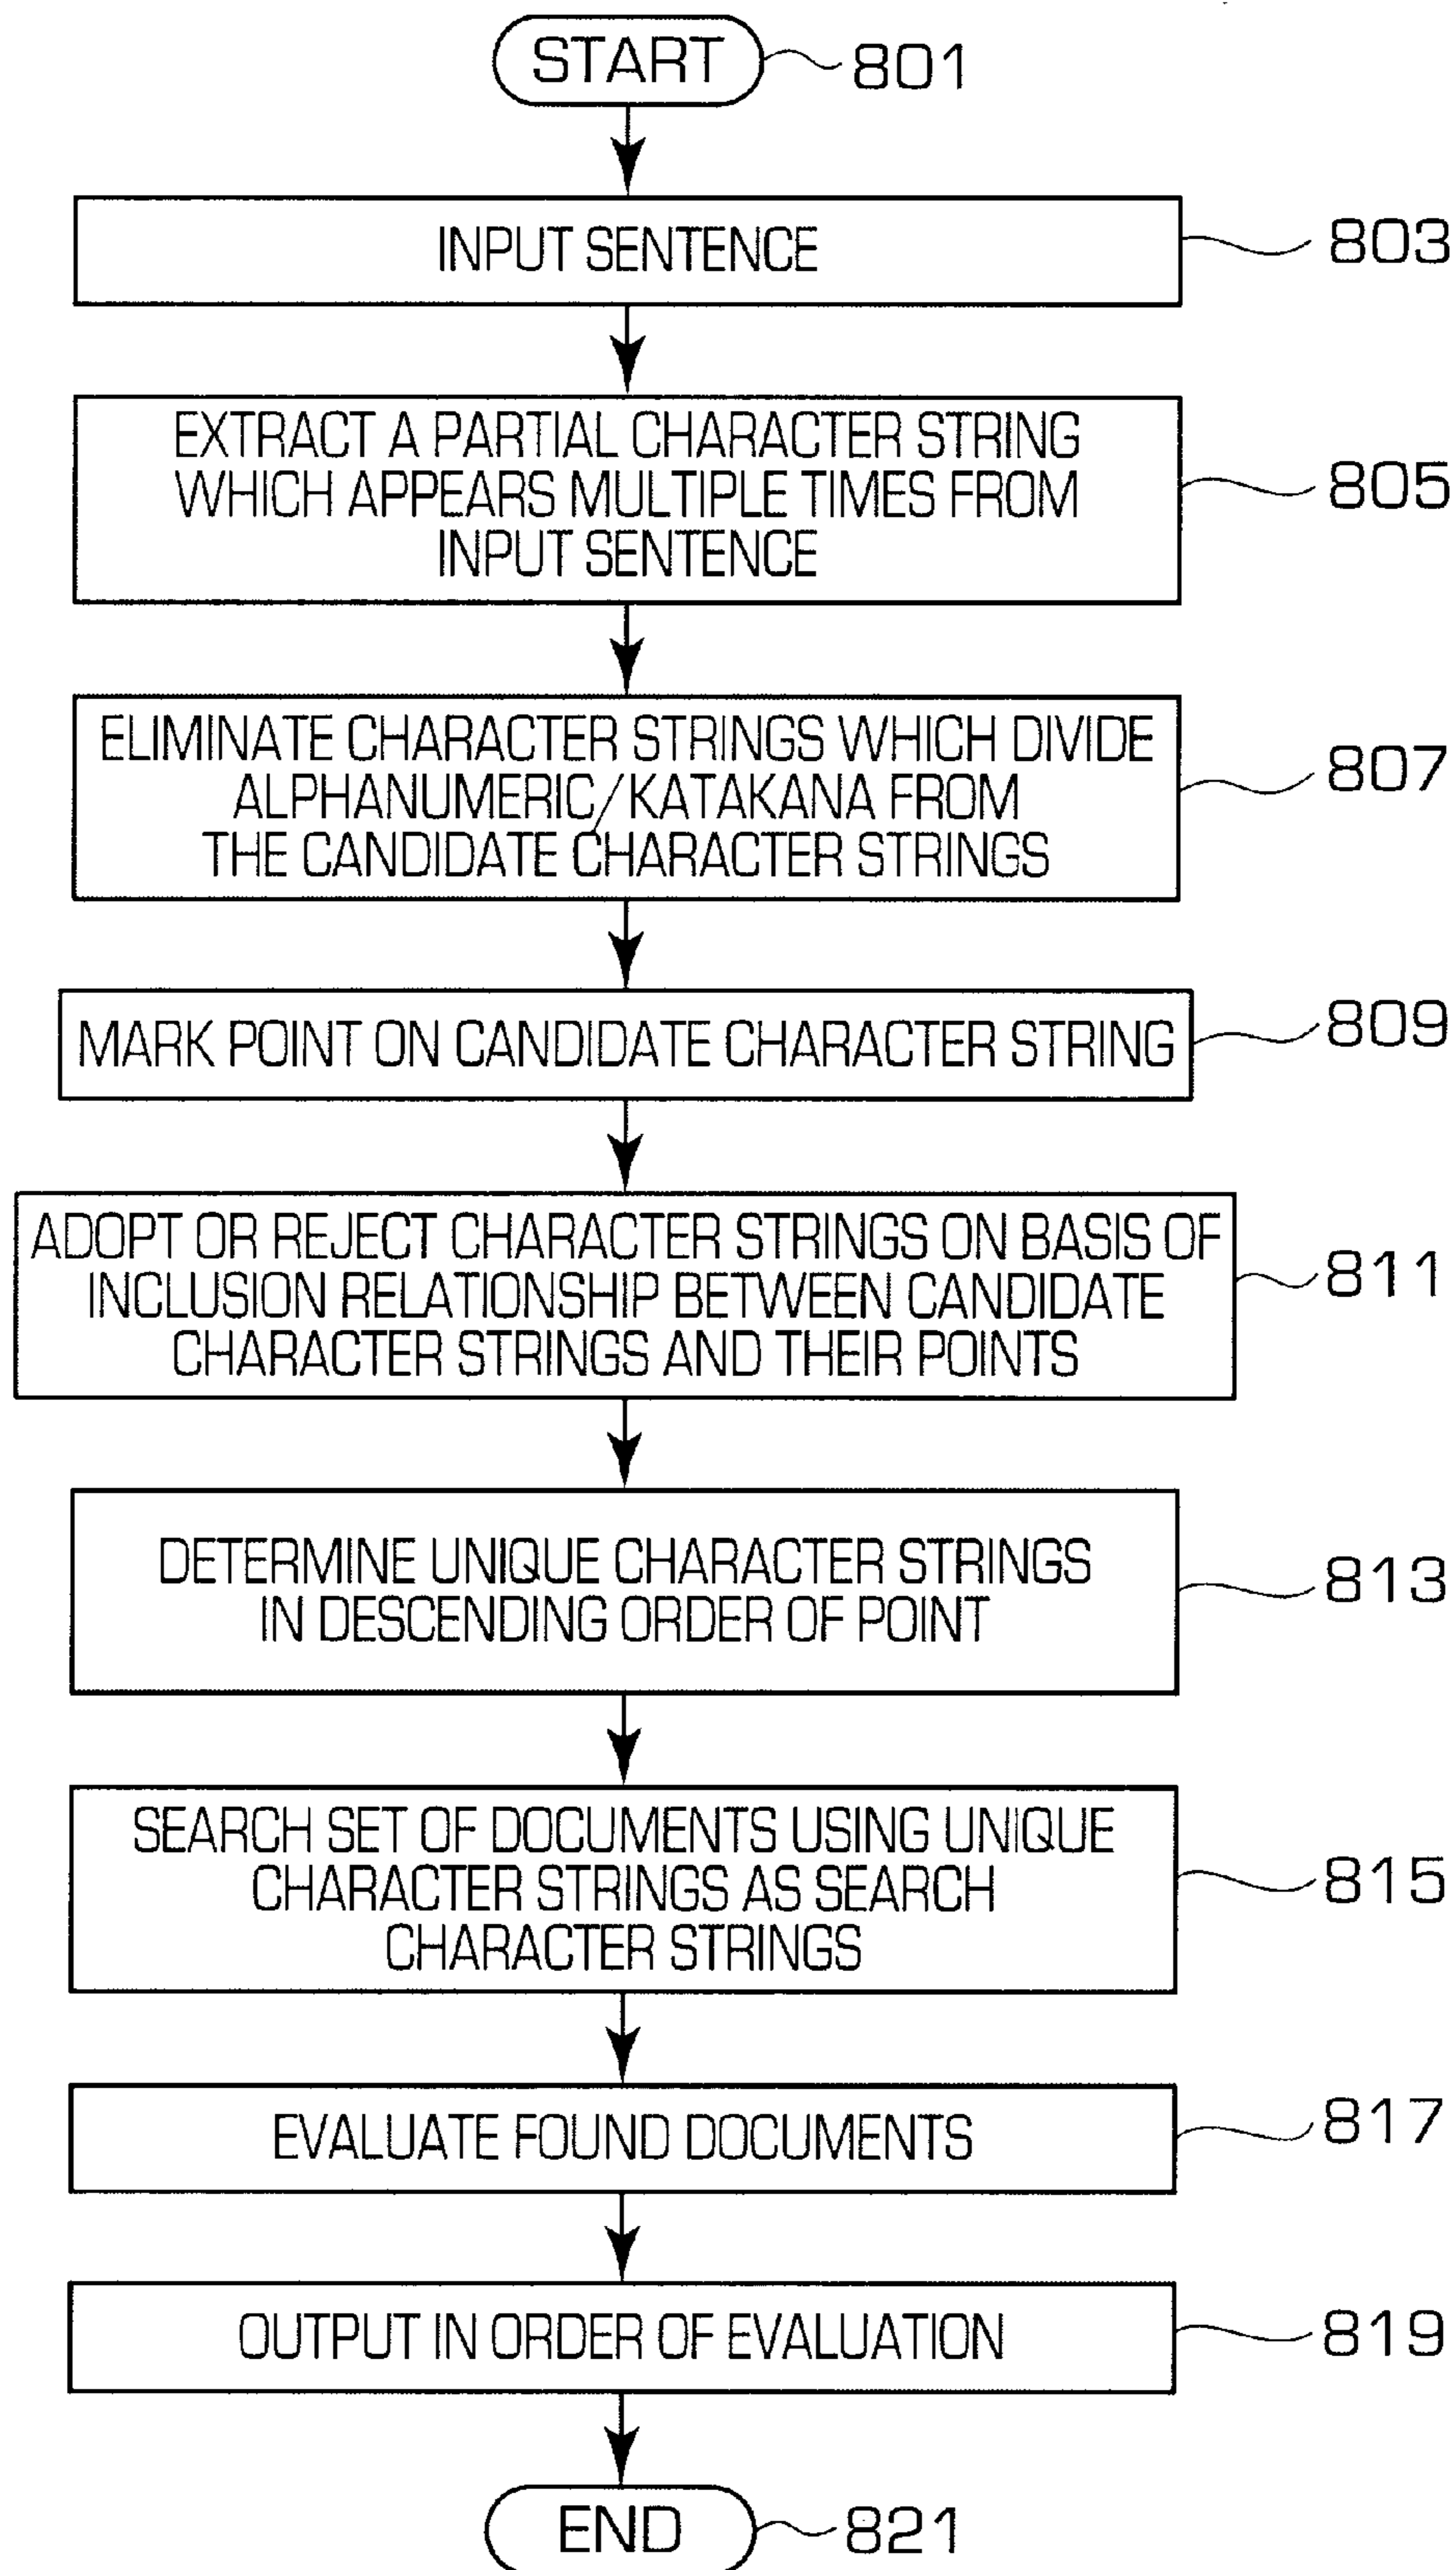 START
801
INPUT SENTENCE
803
EXTRACT A PARTIAL CHARACTER STRING
WHICH APPEARS MULTIPLE TIMES FROM
INPUT SENTENCE
805
ELIMINATE CHARACTER STRINGS WHICH DIVIDE
ALPHANUMERIC/KATAKANA FROM
THE CANDIDATE CHARACTER STRINGS
807
MARK POINT ON CANDIDATE CHARACTER STRING
809
ADOPT OR REJECT CHARACTER STRINGS ON BASIS OF
INCLUSION RELATIONSHIP BETWEEN CANDIDATE
CHARACTER STRINGS AND THEIR POINTS
811
DETERMINE UNIQUE CHARACTER STRINGS
IN DESCENDING ORDER OF POINT
813
SEARCH SET OF DOCUMENTS USING UNIQUE
CHARACTER STRINGS AS SEARCH
CHARACTER STRINGS
815
EVALUATE FOUND DOCUMENTS
817
OUTPUT IN ORDER OF EVALUATION
819
END
821